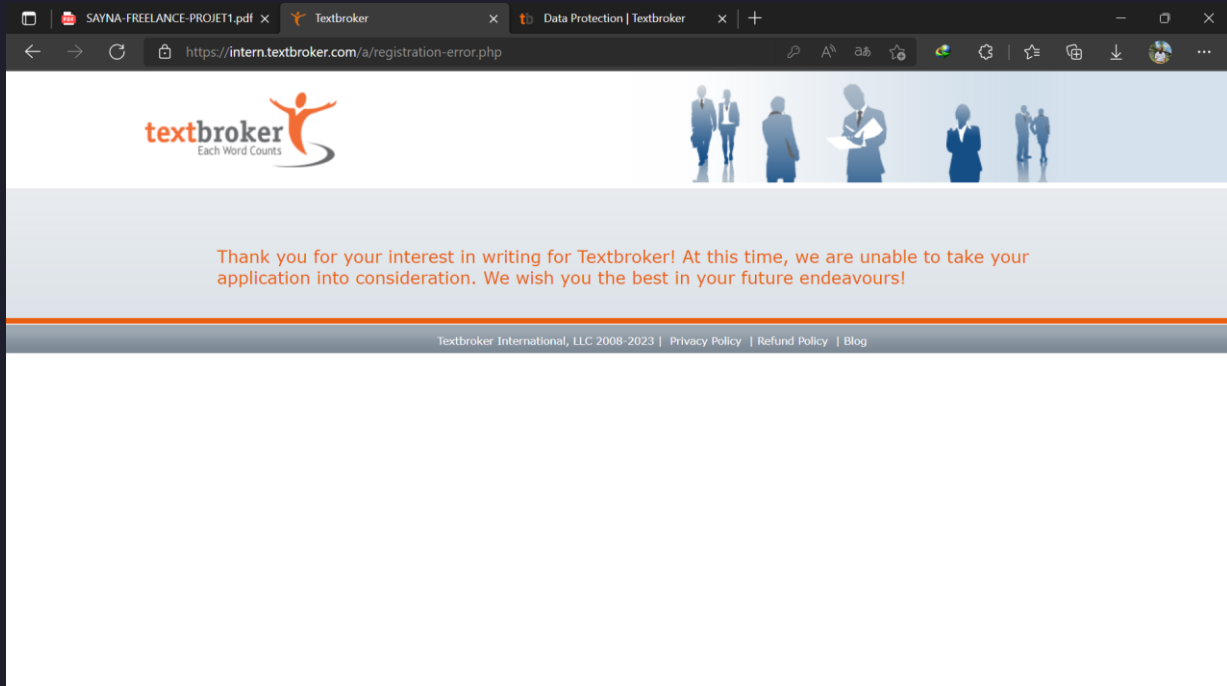 SAYNA-FREELANCE-PROJET1.pdf
Textbroker
Data Protection | Textbroker
https://intern.textbroker.com/a/registration-error.php
textbroker
Each Word Counts
Thank you for your interest in writing for Textbroker! At this time, we are unable to take your
application into consideration. We wish you the best in your future endeavours!
Textbroker International, LLC 2008-2023 | Privacy Policy | Refund Policy | Blog